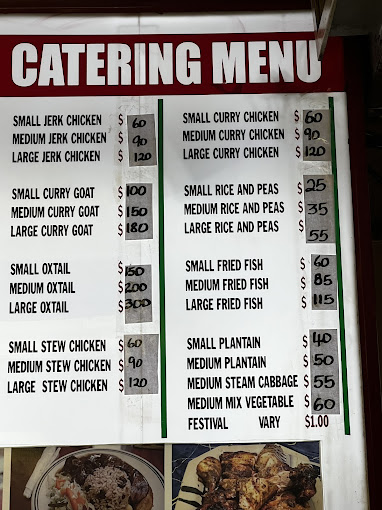 CATERING MENU
SMALL JERK CHICKEN $ 60
MEDIUM JERK CHICKEN $ 90
LARGE JERK CHICKEN $ 120
SMALL CURRY GOAT $ 100
MEDIUM CURRY GOAT $ 150
LARGE CURRY GOAT $ 180
SMALL OXTAIL $ 150
MEDIUM OXTAIL $ 200
LARGE OXTAIL $ 300
SMALL STEW CHICKEN $ 60
MEDIUM STEW CHICKEN $ 90
LARGE STEW CHICKEN $ 120
SMALL CURRY CHICKEN $ 60
MEDIUM CURRY CHICKEN $ 90
LARGE CURRY CHICKEN $ 120
SMALL RICE AND PEAS $ 25
MEDIUM RICE AND PEAS $ 35
LARGE RICE AND PEAS $ 55
SMALL FRIED FISH $ 60
MEDIUM FRIED FISH $ 85
LARGE FRIED FISH $ 115
SMALL PLANTAIN $ 40
MEDIUM PLANTAIN $ 50
MEDIUM STEAM CABBAGE $ 55
MEDIUM MIX VEGETABLE $ 60
FESTIVAL VARY $1.00